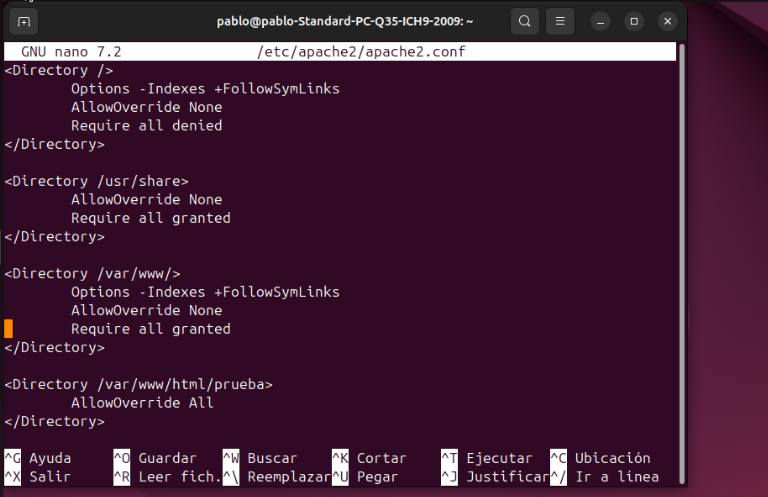 pablo@pablo-Standard-PC-Q35-ICH9-2009: ~
GNU nano 7.2 /etc/apache2/apache2.conf
<Directory />
Options -Indexes +FollowSymLinks
AllowOverride None
Require all denied
</Directory>
<Directory /usr/share>
AllowOverride None
Require all granted
</Directory>
<Directory /var/www/>
Options -Indexes +FollowSymLinks
AllowOverride None
Require all granted
</Directory>
<Directory /var/www/html/prueba>
AllowOverride All
</Directory>
^G Ayuda ^O Guardar ^W Buscar ^K Cortar ^T Ejecutar ^C Ubicación
^X Salir ^R Leer fich. ^\ Reemplazar ^U Pegar ^J Justificar ^/ Ir a línea